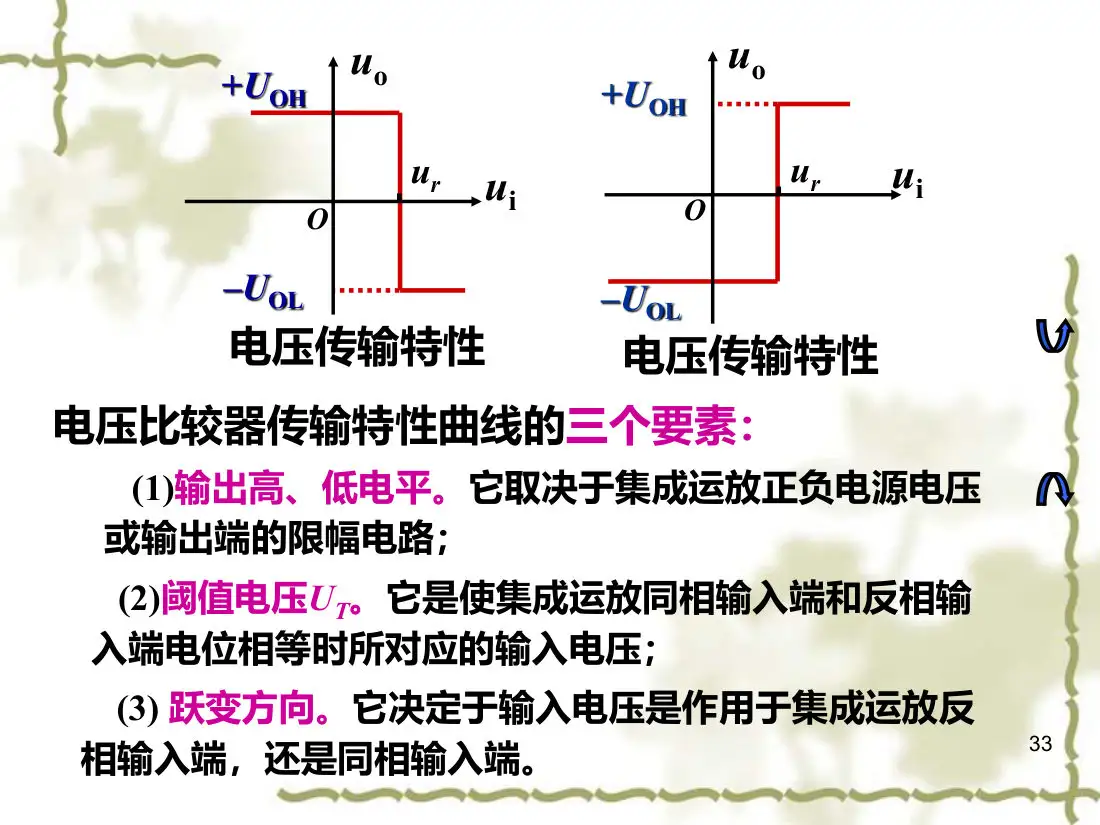 uo
+UOH
ur
ui
O
–UOL
电压传输特性
uo
+UOH
ur
ui
O
–UOL
电压传输特性
电压比较器传输特性曲线的三个要素：
(1)输出高、低电平。它取决于集成运放正负电源电压
或输出端的限幅电路；
(2)阈值电压UT。它是使集成运放同相输入端和反相输
入端电位相等时所对应的输入电压；
(3) 跃变方向。它决定于输入电压是作用于集成运放反
相输入端，还是同相输入端。
33